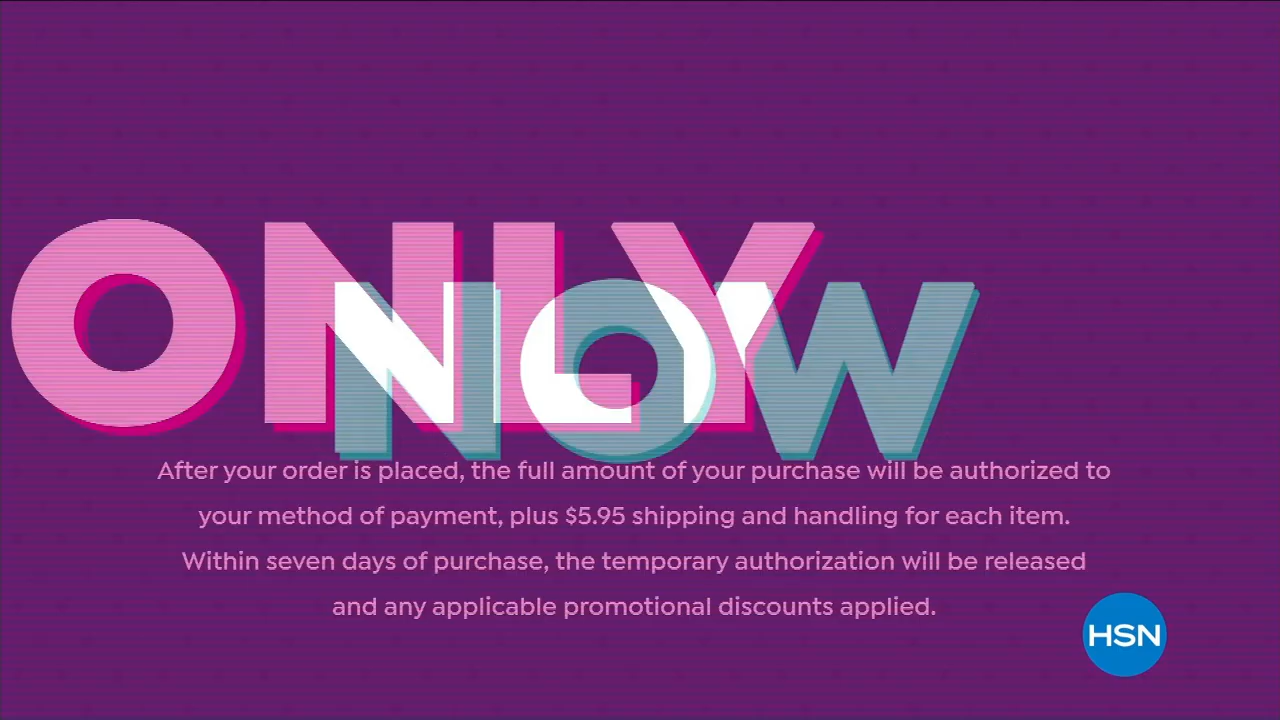 ONLY
NOW
After your order is placed, the full amount of your purchase will be authorized to
your method of payment, plus $5.95 shipping and handling for each item.
Within seven days of purchase, the temporary authorization will be released
and any applicable promotional discounts applied.
HSN